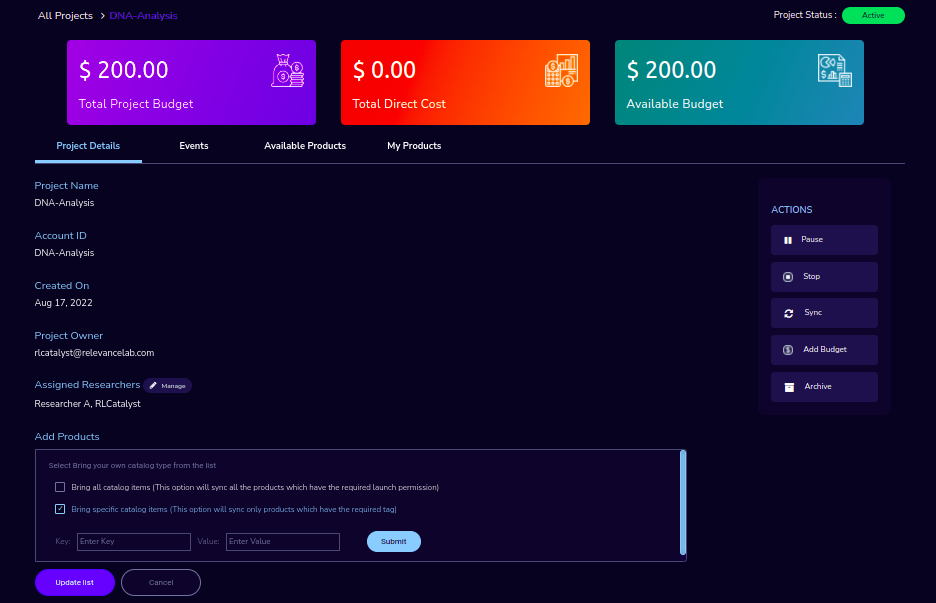 All Projects > DNA-Analysis
Project Status : Active
$ 200.00
Total Project Budget
$ 0.00
Total Direct Cost
$ 200.00
Available Budget
Project Details Events Available Products My Products
Project Name
DNA-Analysis
Account ID
DNA-Analysis
Created On
Aug 17, 2022
Project Owner
rlcatalyst@relevancelab.com
Assigned Researchers Manage
Researcher A, RLCatalyst
Add Products
Select Bring your own catalog type from the list
Bring all catalog items (This option will sync all the products which have the required launch permission)
Bring specific catalog items (This option will sync only products which have the required tag)
Key: Enter Key Value: Enter Value Submit
Update list Cancel
ACTIONS
Pause
Stop
Sync
Add Budget
Archive